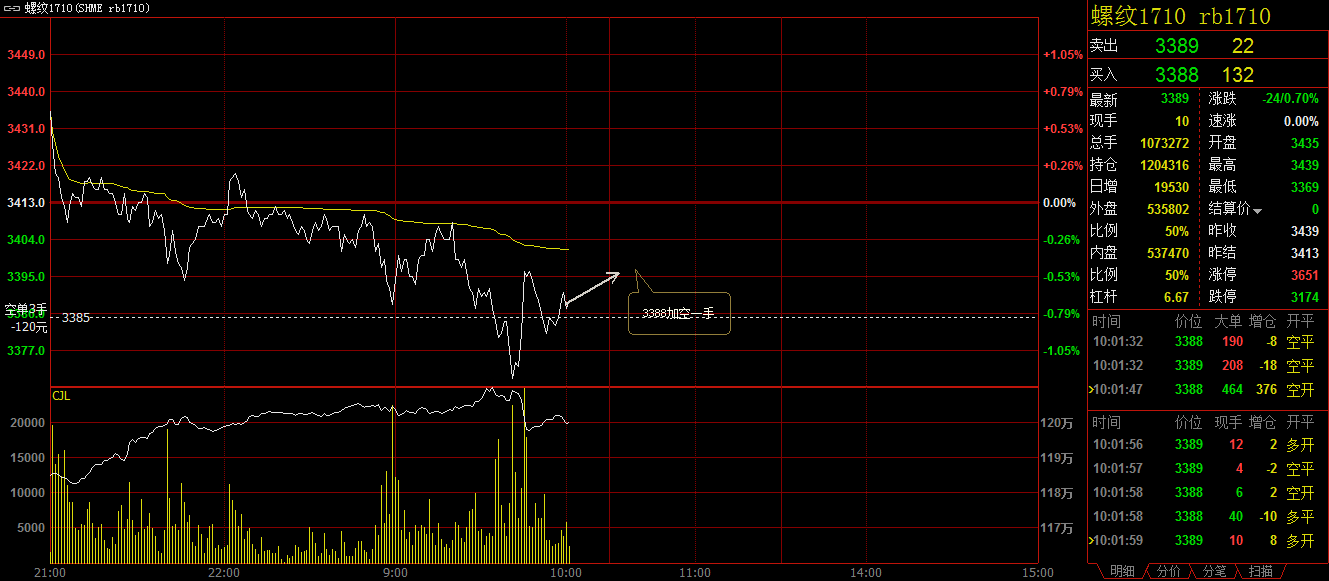 螺纹1710(SHME rb1710)
3449.0 +1.05%
3440.0 +0.79%
3431.0 +0.53%
3422.0 +0.26%
3413.0 0.00%
3404.0 -0.26%
3395.0 -0.53%
-0.79%
-120元 3385
3388加空一手
3377.0 -1.05%
CJL
20000 120万
15000 119万
10000 118万
5000 117万
21:00 22:00 9:00 10:00 11:00 14:00 15:00
螺纹1710 rb1710
卖出 3389 22
买入 3388 132
最新 3389 涨跌 -24/0.70%
现手 10 速涨 0.00%
总手 1073272 开盘 3435
持仓 1204316 最高 3439
日增 19530 最低 3369
外盘 535802 结算价 0
比例 50% 昨收 3439
内盘 537470 昨结 3413
比例 50% 涨停 3651
杠杆 6.67 跌停 3174
时间 价位 大单 增仓 开平
10:01:32 3388 190 -8 空平
10:01:32 3389 208 -18 空平
10:01:47 3388 464 376 空开
时间 价位 现手 增仓 开平
10:01:56 3389 12 2 多开
10:01:57 3389 4 -2 空平
10:01:58 3388 6 2 空开
10:01:58 3388 40 -10 多平
10:01:59 3389 10 8 多开
明细 分价 分笔 扫描